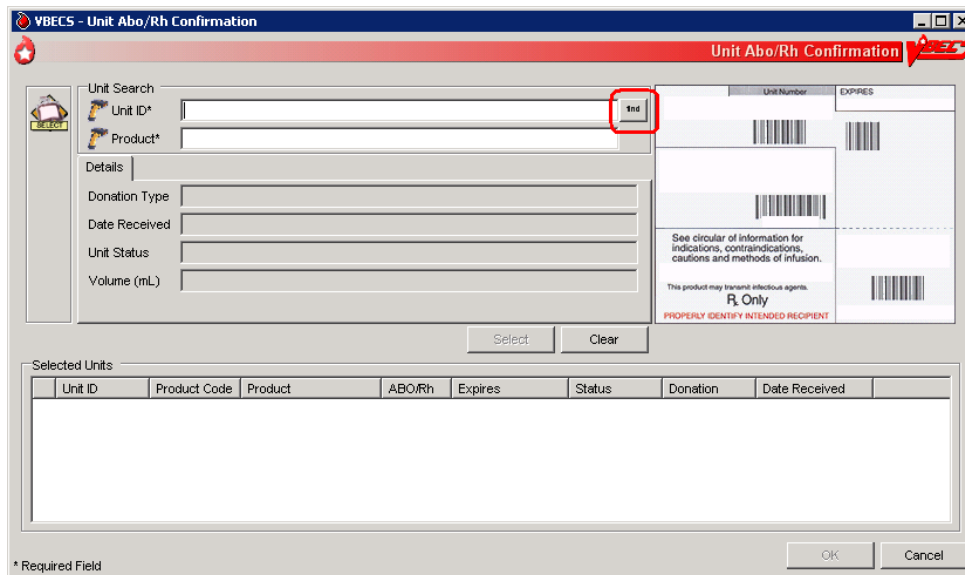 VBECS - Unit Abo/Rh Confirmation
Unit Abo/Rh Confirmation VBECS
Unit Search
SELECT
Unit ID*
Product*
Details
Donation Type
Date Received
Unit Status
Volume (mL)
Unit Number
EXPIRES
See circular of information for
indications, contraindications,
cautions and methods of infusion.
This product may transmit infectious agents.
Rx Only
PROPERLY IDENTIFY INTENDED RECIPIENT
Select Clear
Selected Units
Unit ID Product Code Product ABO/Rh Expires Status Donation Date Received
OK Cancel
* Required Field